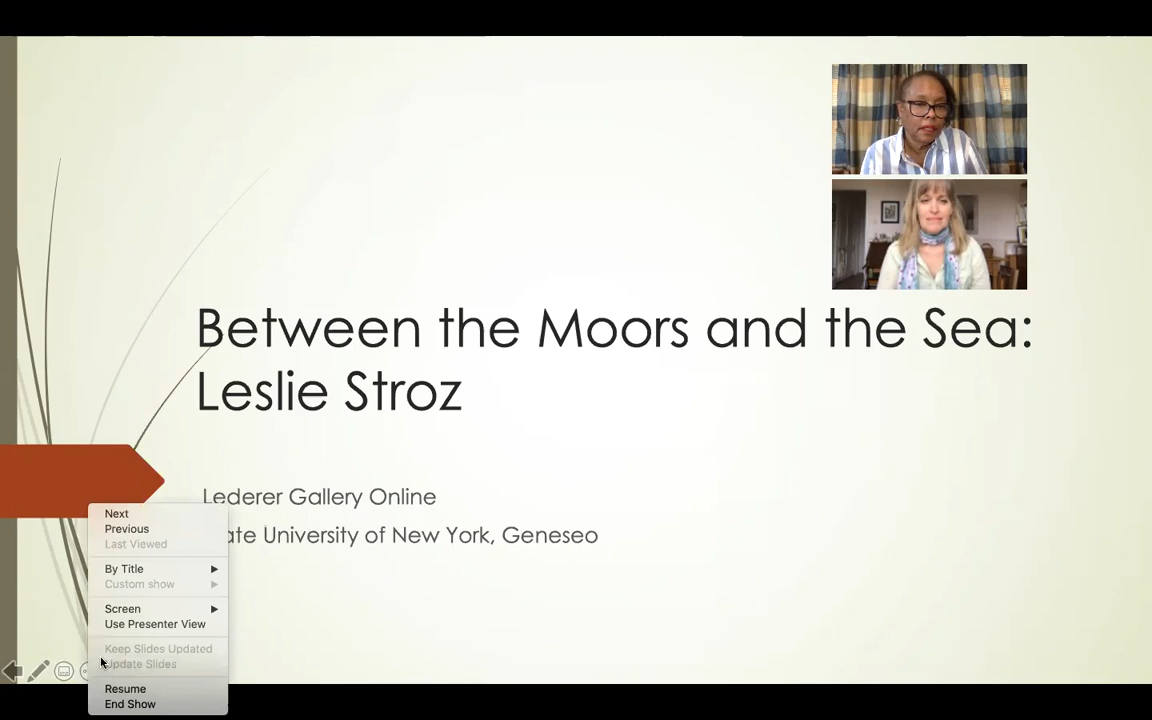 Between the Moors and the Sea:
Leslie Stroz
Lederer Gallery Online
ate University of New York, Geneseo
Next
Previous
Last Viewed
By Title
Custom show
Screen
Use Presenter View
Keep Slides Updated
Update Slides
Resume
End Show